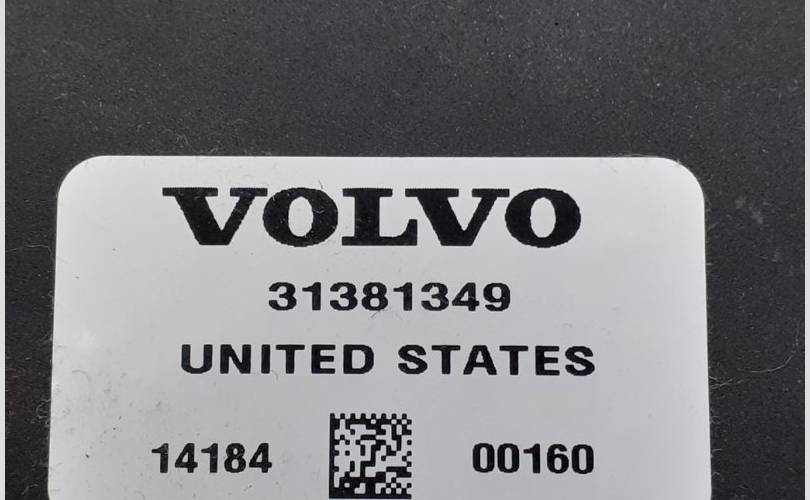 VOLVO
31381349
UNITED STATES
14184 00160